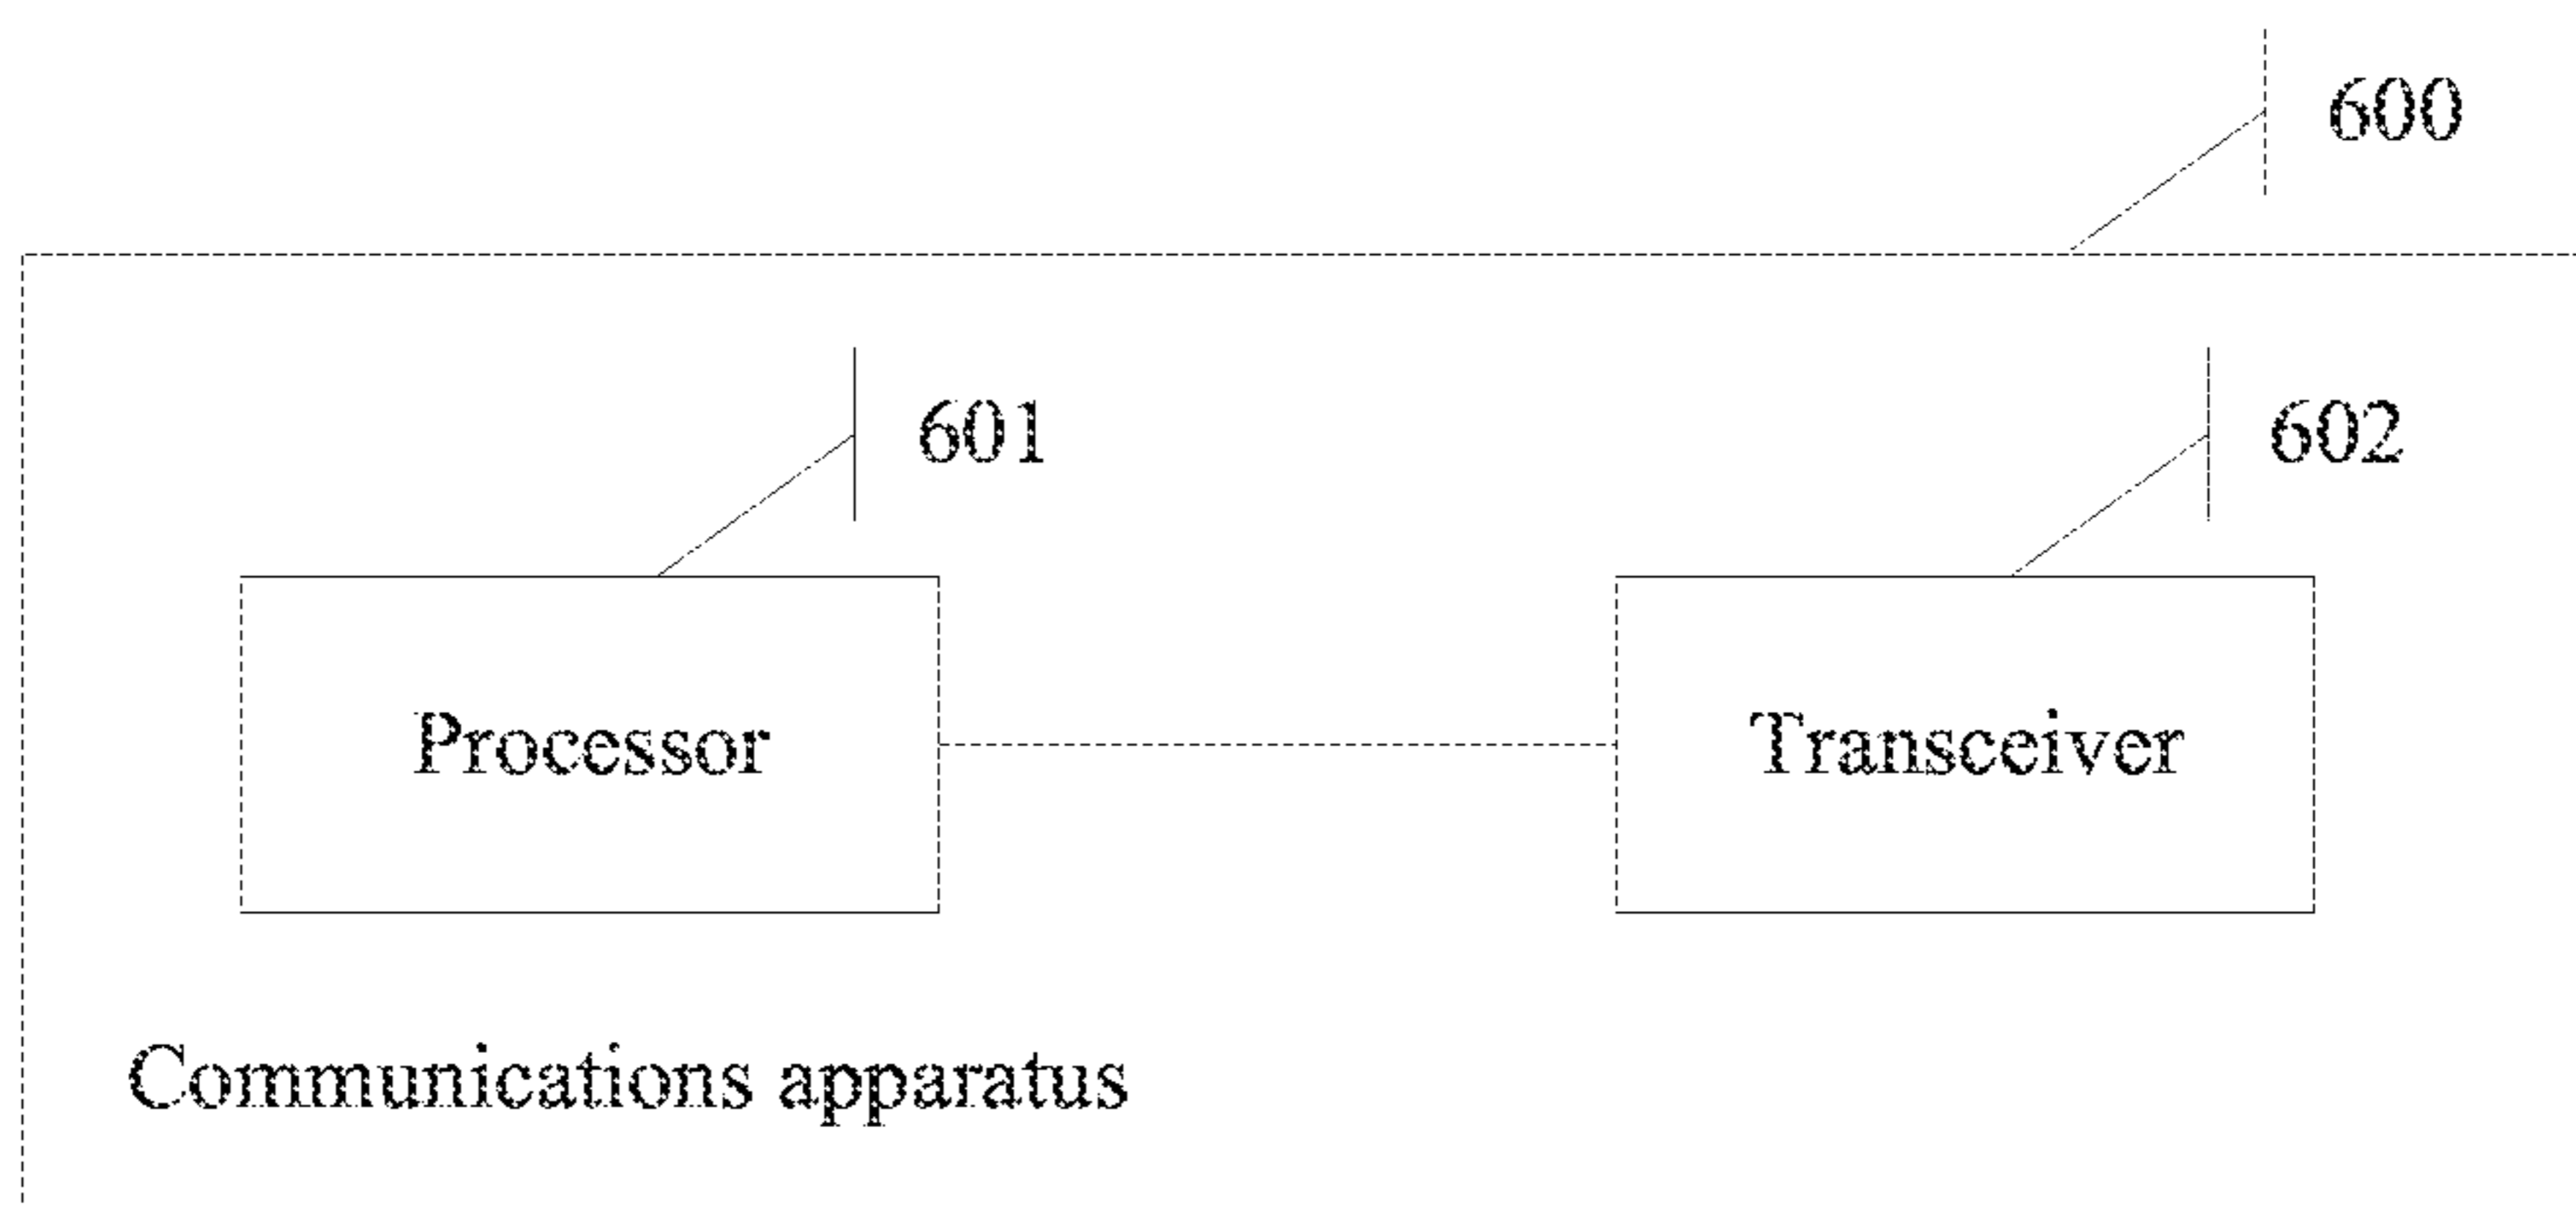 600
601
602
Processor
Transceiver
Communications apparatus